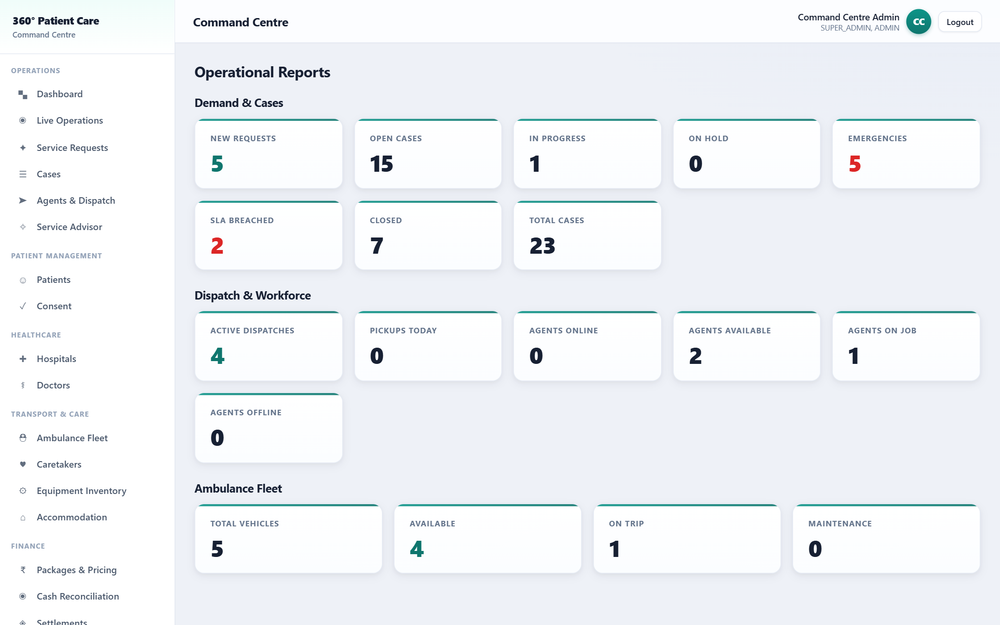 360° Patient Care
Command Centre
OPERATIONS
Dashboard
Live Operations
Service Requests
Cases
Agents & Dispatch
Service Advisor
PATIENT MANAGEMENT
Patients
Consent
HEALTHCARE
Hospitals
Doctors
TRANSPORT & CARE
Ambulance Fleet
Caretakers
Equipment Inventory
Accommodation
FINANCE
₹ Packages & Pricing
Cash Reconciliation
Settlements
Command Centre
Command Centre Admin
SUPER_ADMIN, ADMIN
CC
Logout
Operational Reports
Demand & Cases
NEW REQUESTS
5
OPEN CASES
15
IN PROGRESS
1
ON HOLD
0
EMERGENCIES
5
SLA BREACHED
2
CLOSED
7
TOTAL CASES
23
Dispatch & Workforce
ACTIVE DISPATCHES
4
PICKUPS TODAY
0
AGENTS ONLINE
0
AGENTS AVAILABLE
2
AGENTS ON JOB
1
AGENTS OFFLINE
0
Ambulance Fleet
TOTAL VEHICLES
5
AVAILABLE
4
ON TRIP
1
MAINTENANCE
0